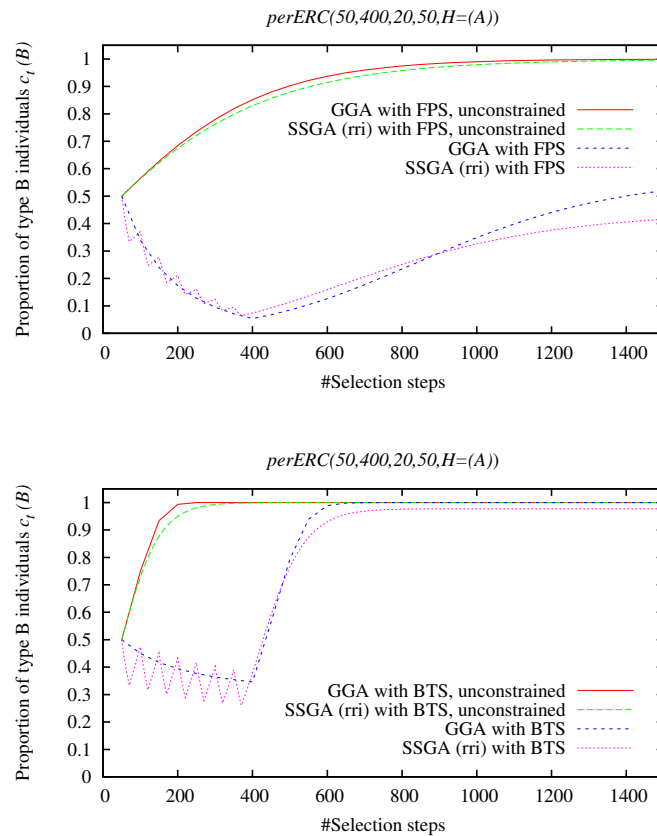 perERC(50,400,20,50,H=(A))
Proportion of type B individuals c_t (B)
1
0.9
0.8
0.7
0.6
0.5
0.4
0.3
0.2
0.1
0
GGA with FPS, unconstrained
SSGA (rri) with FPS, unconstrained
GGA with FPS
SSGA (rri) with FPS
200 400 600 800 1000 1200 1400
#Selection steps
perERC(50,400,20,50,H=(A))
Proportion of type B individuals c_t (B)
1
0.9
0.8
0.7
0.6
0.5
0.4
0.3
0.2
0.1
0
GGA with BTS, unconstrained
SSGA (rri) with BTS, unconstrained
GGA with BTS
SSGA (rri) with BTS
200 400 600 800 1000 1200 1400
#Selection steps